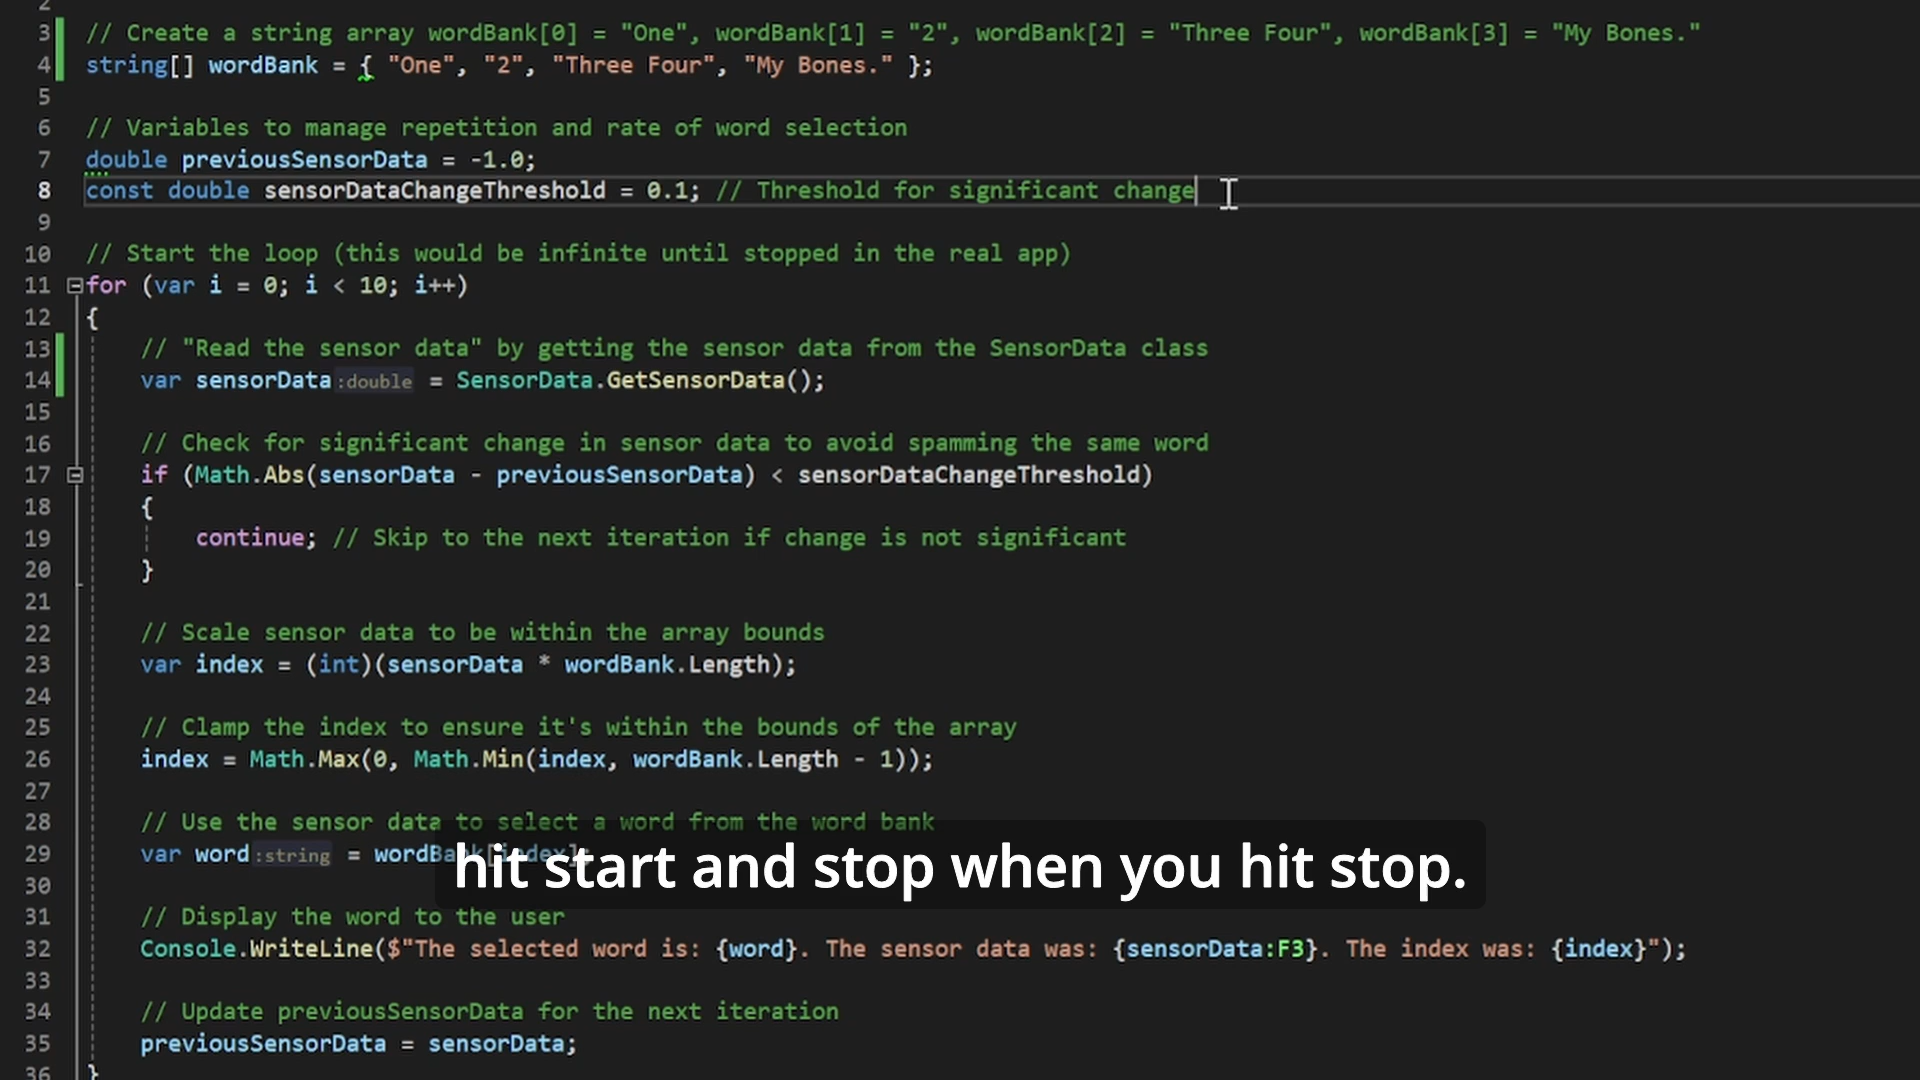 2
3 // Create a string array wordBank[0] = "One", wordBank[1] = "2", wordBank[2] = "Three Four", wordBank[3] = "My Bones."
4 string[] wordBank = { "One", "2", "Three Four", "My Bones." };
5
6 // Variables to manage repetition and rate of word selection
7 double previousSensorData = -1.0;
8 const double sensorDataChangeThreshold = 0.1; // Threshold for significant change
9
10 // Start the loop (this would be infinite until stopped in the real app)
11 for (var i = 0; i < 10; i++)
12 {
13 // "Read the sensor data" by getting the sensor data from the SensorData class
14 var sensorData :double = SensorData.GetSensorData();
15
16 // Check for significant change in sensor data to avoid spamming the same word
17 if (Math.Abs(sensorData - previousSensorData) < sensorDataChangeThreshold)
18 {
19 continue; // Skip to the next iteration if change is not significant
20 }
21
22 // Scale sensor data to be within the array bounds
23 var index = (int)(sensorData * wordBank.Length);
24
25 // Clamp the index to ensure it's within the bounds of the array
26 index = Math.Max(0, Math.Min(index, wordBank.Length - 1));
27
28 // Use the sensor data to select a word from the word bank
29 var word :string = wordBank[index];
hit start and stop when you hit stop.
30
31 // Display the word to the user
32 Console.WriteLine($"The selected word is: {word}. The sensor data was: {sensorData:F3}. The index was: {index}");
33
34 // Update previousSensorData for the next iteration
35 previousSensorData = sensorData;
36 }